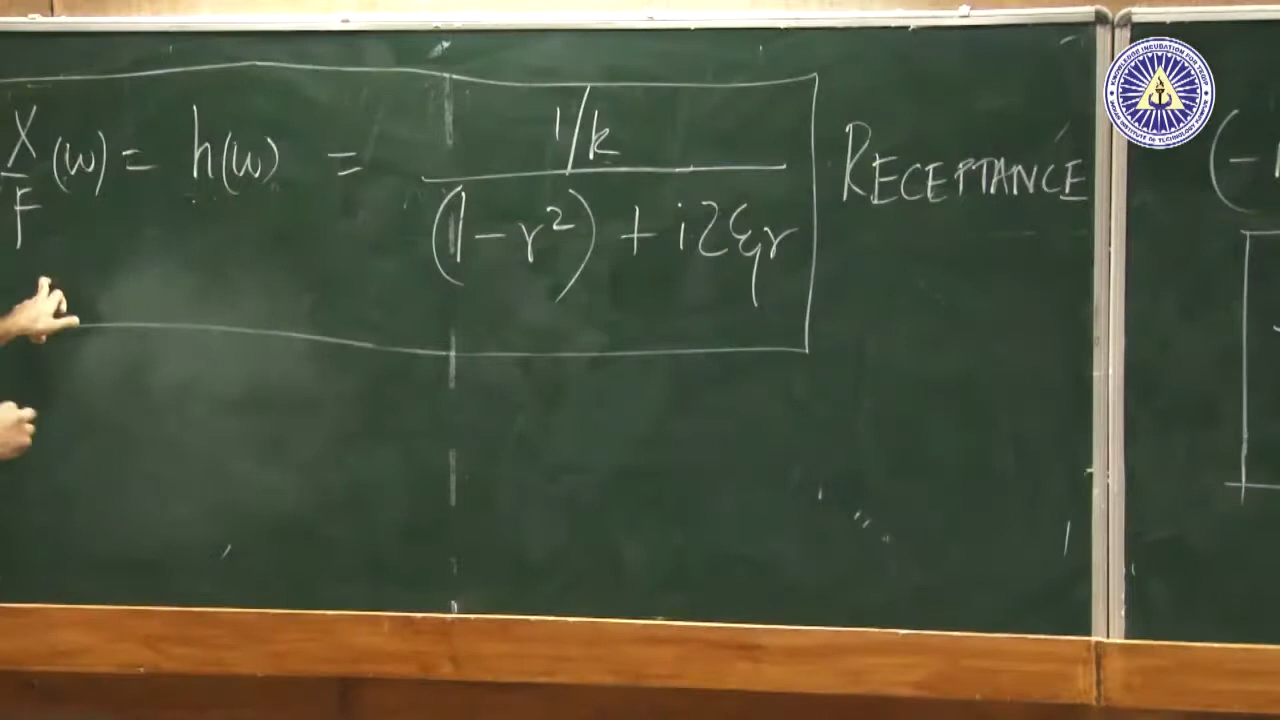 X/F (ω) = h(ω) = 1/k / (1 - r²) + i2ξr RECEPTANCE
(-